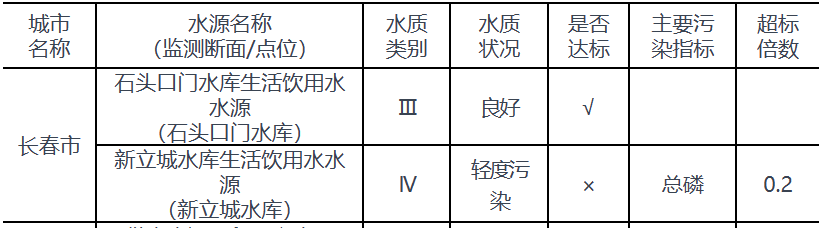 城市名称 水源名称（监测断面/点位） 水质类别 水质状况 是否达标 主要污染指标 超标倍数
长春市
石头口门水库生活饮用水水源（石头口门水库） Ⅲ 良好 √
新立城水库生活饮用水水源（新立城水库） Ⅳ 轻度污染 × 总磷 0.2